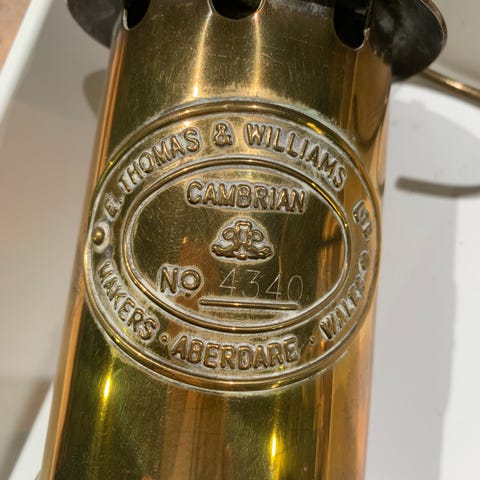 E. THOMAS & WILLIAMS LTD
CAMBRIAN
No 4340
MAKERS · ABERDARE · WALES